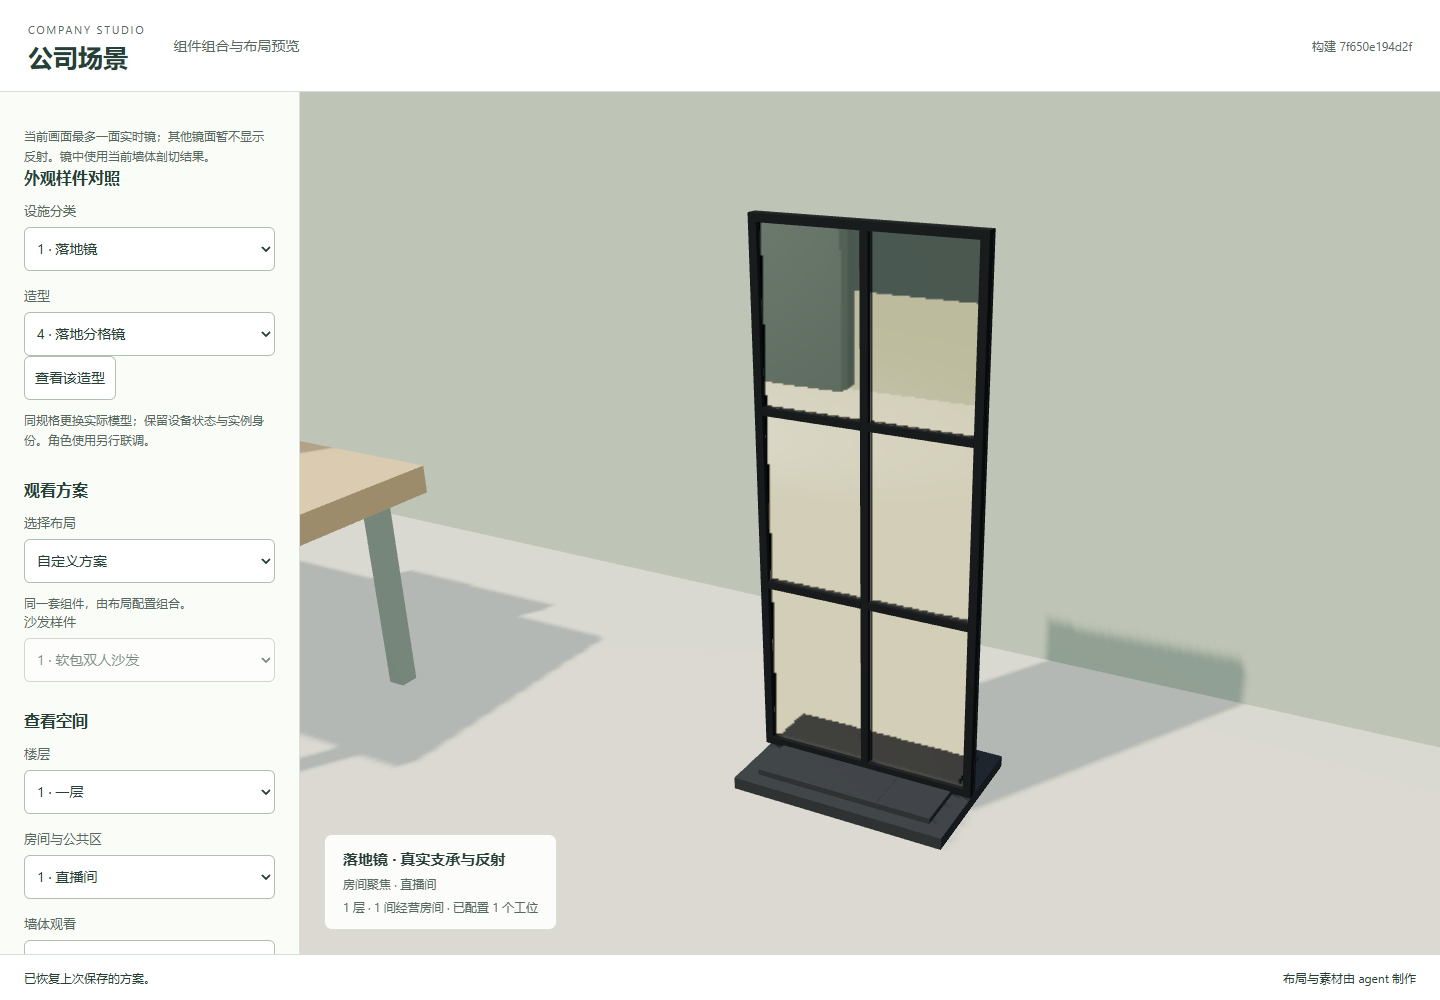 COMPANY STUDIO
公司场景
组件组合与布局预览
构建 7f650e194d2f
当前画面最多一面实时镜；其他镜面暂不显示
反射。镜中使用当前墙体剖切结果。
外观样件对照
设施分类
1 · 落地镜
造型
4 · 落地分格镜
查看该造型
同规格更换实际模型；保留设备状态与实例身
份。角色使用另行联调。
观看方案
选择布局
自定义方案
同一套组件，由布局配置组合。
沙发样件
1 · 软包双人沙发
查看空间
楼层
1 · 一层
房间与公共区
1 · 直播间
墙体观看
落地镜 · 真实支承与反射
房间聚焦 · 直播间
1 层 · 1 间经营房间 · 已配置 1 个工位
已恢复上次保存的方案。
布局与素材由 agent 制作